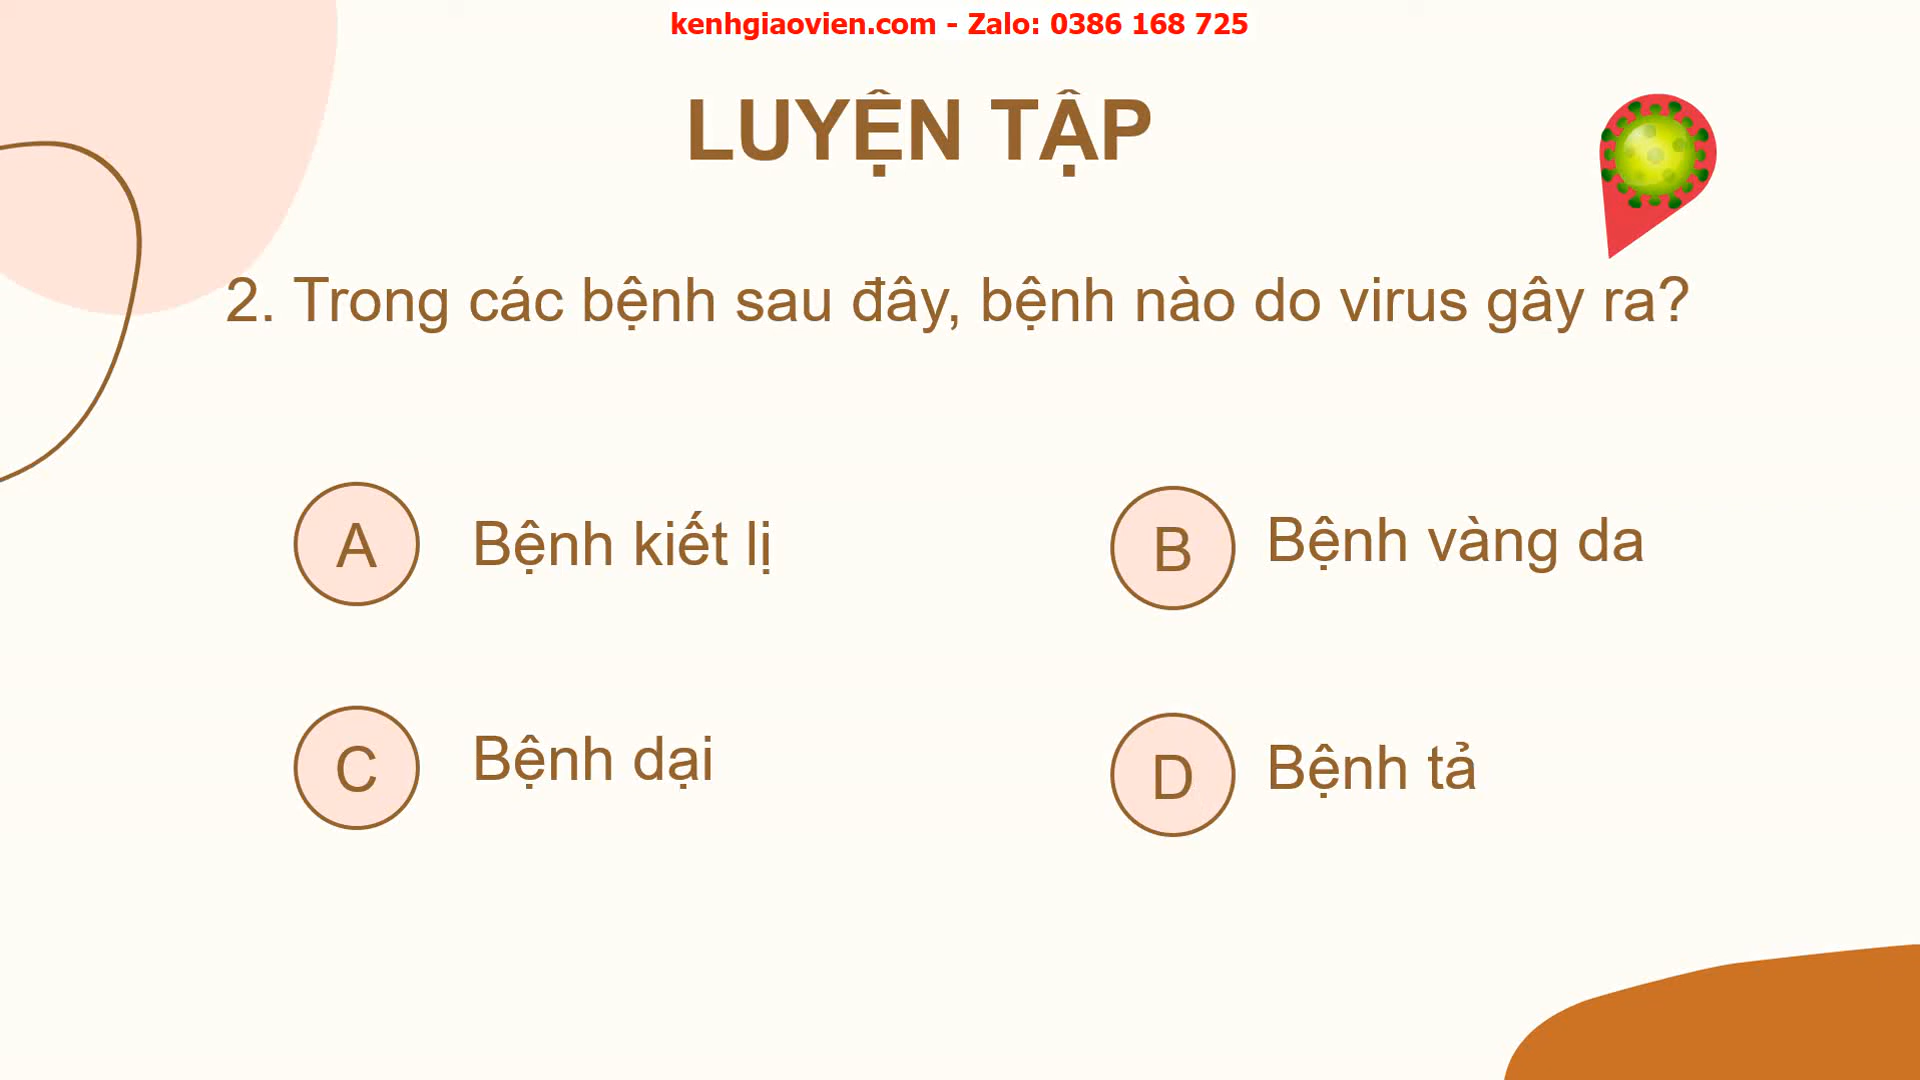 kenhgiaovien.com - Zalo: 0386 168 725
LUYỆN TẬP
2. Trong các bệnh sau đây, bệnh nào do virus gây ra?
A Bệnh kiết lị
B Bệnh vàng da
C Bệnh dại
D Bệnh tả